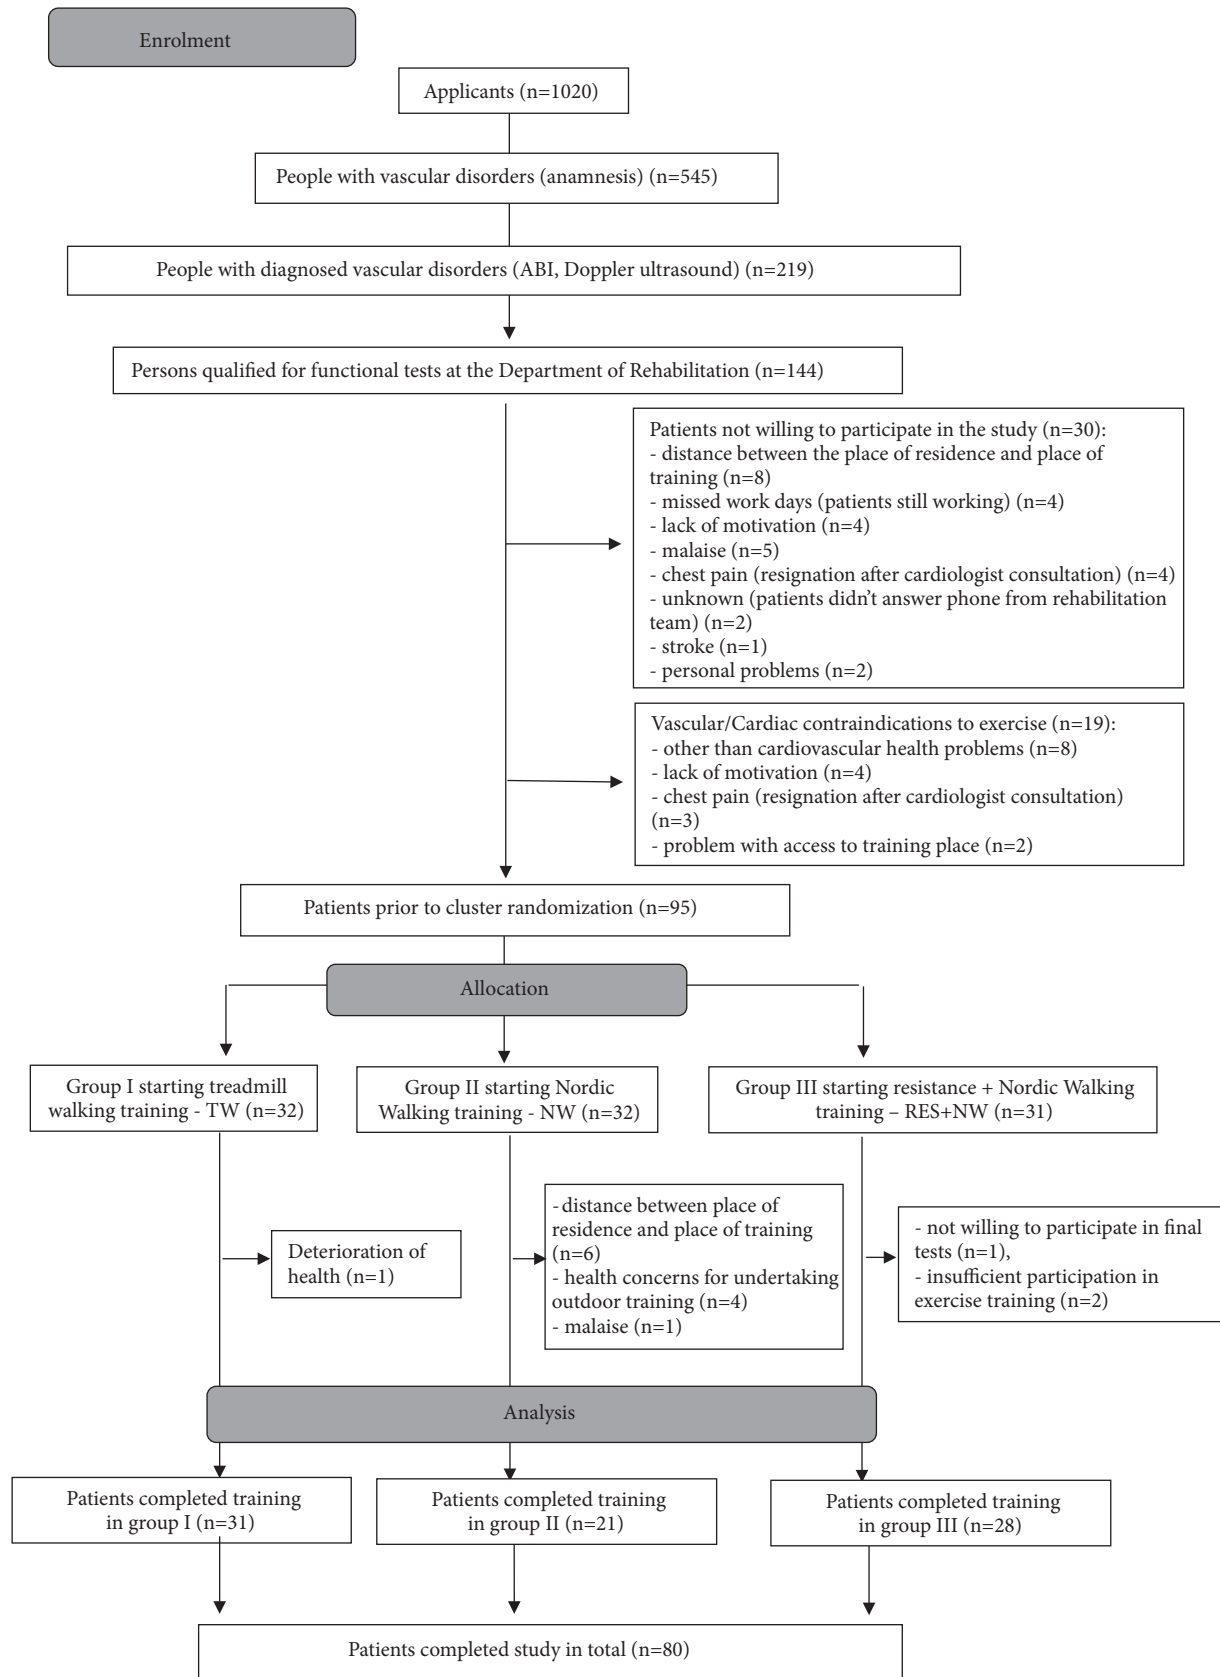 Enrolment
Applicants (n=1020)
People with vascular disorders (anamnesis) (n=545)
People with diagnosed vascular disorders (ABI, Doppler ultrasound) (n=219)
Persons qualified for functional tests at the Department of Rehabilitation (n=144)
Patients not willing to participate in the study (n=30):
- distance between the place of residence and place of
training (n=8)
- missed work days (patients still working) (n=4)
- lack of motivation (n=4)
- malaise (n=5)
- chest pain (resignation after cardiologist consultation) (n=4)
- unknown (patients didn’t answer phone from rehabilitation
team) (n=2)
- stroke (n=1)
- personal problems (n=2)
Vascular/Cardiac contraindications to exercise (n=19):
- other than cardiovascular health problems (n=8)
- lack of motivation (n=4)
- chest pain (resignation after cardiologist consultation)
(n=3)
- problem with access to training place (n=2)
Patients prior to cluster randomization (n=95)
Allocation
Group I starting treadmill
walking training - TW (n=32)
Group II starting Nordic
Walking training - NW (n=32)
Group III starting resistance + Nordic Walking
training – RES+NW (n=31)
Deterioration of
health (n=1)
- distance between place of
residence and place of training
(n=6)
- health concerns for undertaking
outdoor training (n=4)
- malaise (n=1)
- not willing to participate in final
tests (n=1),
- insufficient participation in
exercise training (n=2)
Analysis
Patients completed training
in group I (n=31)
Patients completed training
in group II (n=21)
Patients completed training
in group III (n=28)
Patients completed study in total (n=80)